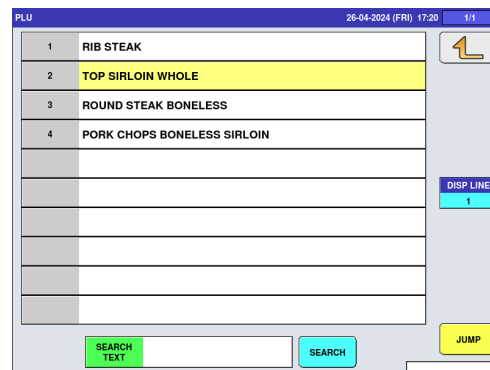 PLU 26-04-2024 (FRI) 17:20 1/1
1 RIB STEAK
2 TOP SIRLOIN WHOLE
3 ROUND STEAK BONELESS
4 PORK CHOPS BONELESS SIRLOIN
DISP LINE
1
SEARCH TEXT
SEARCH
JUMP